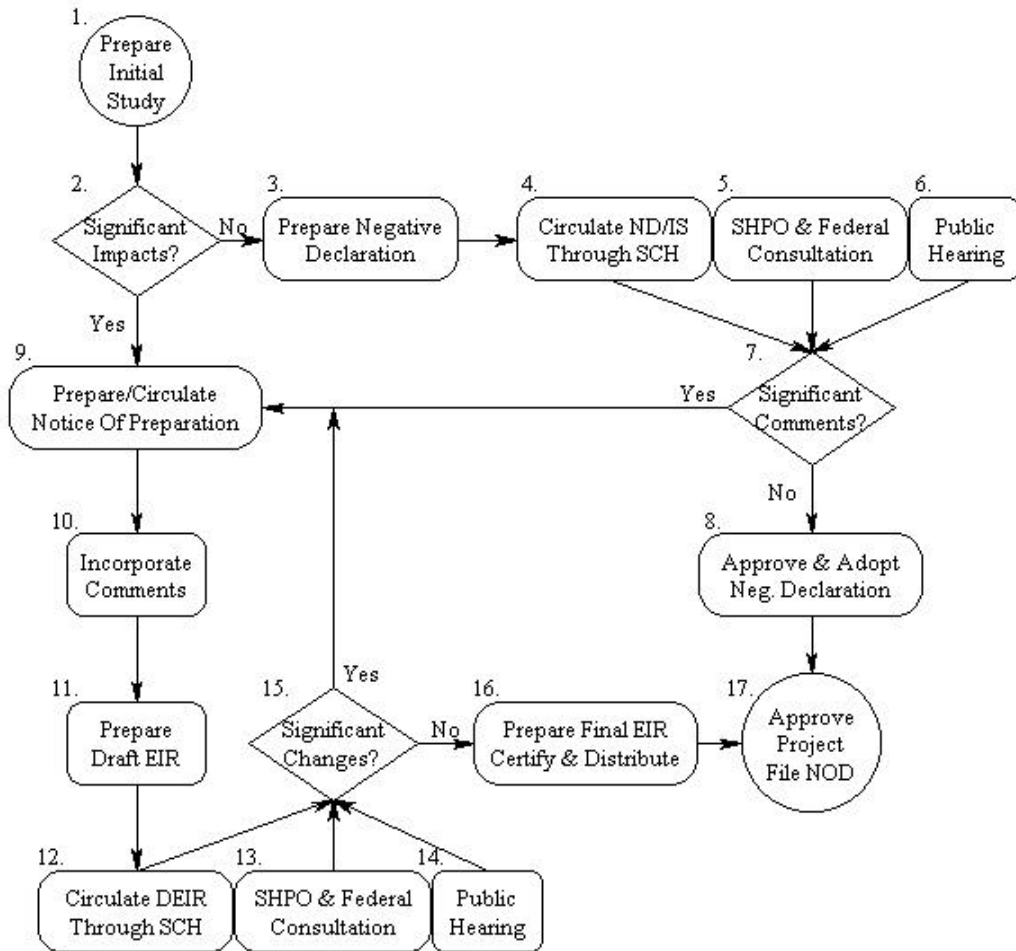 1.
Prepare
Initial
Study
2.
Significant
Impacts?
No
3.
Prepare Negative
Declaration
4.
Circulate ND/IS
Through SCH
5.
SHPO & Federal
Consultation
6.
Public
Hearing
Yes
7.
Significant
Comments?
Yes
No
8.
Approve & Adopt
Neg. Declaration
9.
Prepare/Circulate
Notice Of Preparation
10.
Incorporate
Comments
11.
Prepare
Draft EIR
12.
Circulate DEIR
Through SCH
13.
SHPO & Federal
Consultation
14.
Public
Hearing
15.
Significant
Changes?
Yes
No
16.
Prepare Final EIR
Certify & Distribute
17.
Approve
Project
File NOD